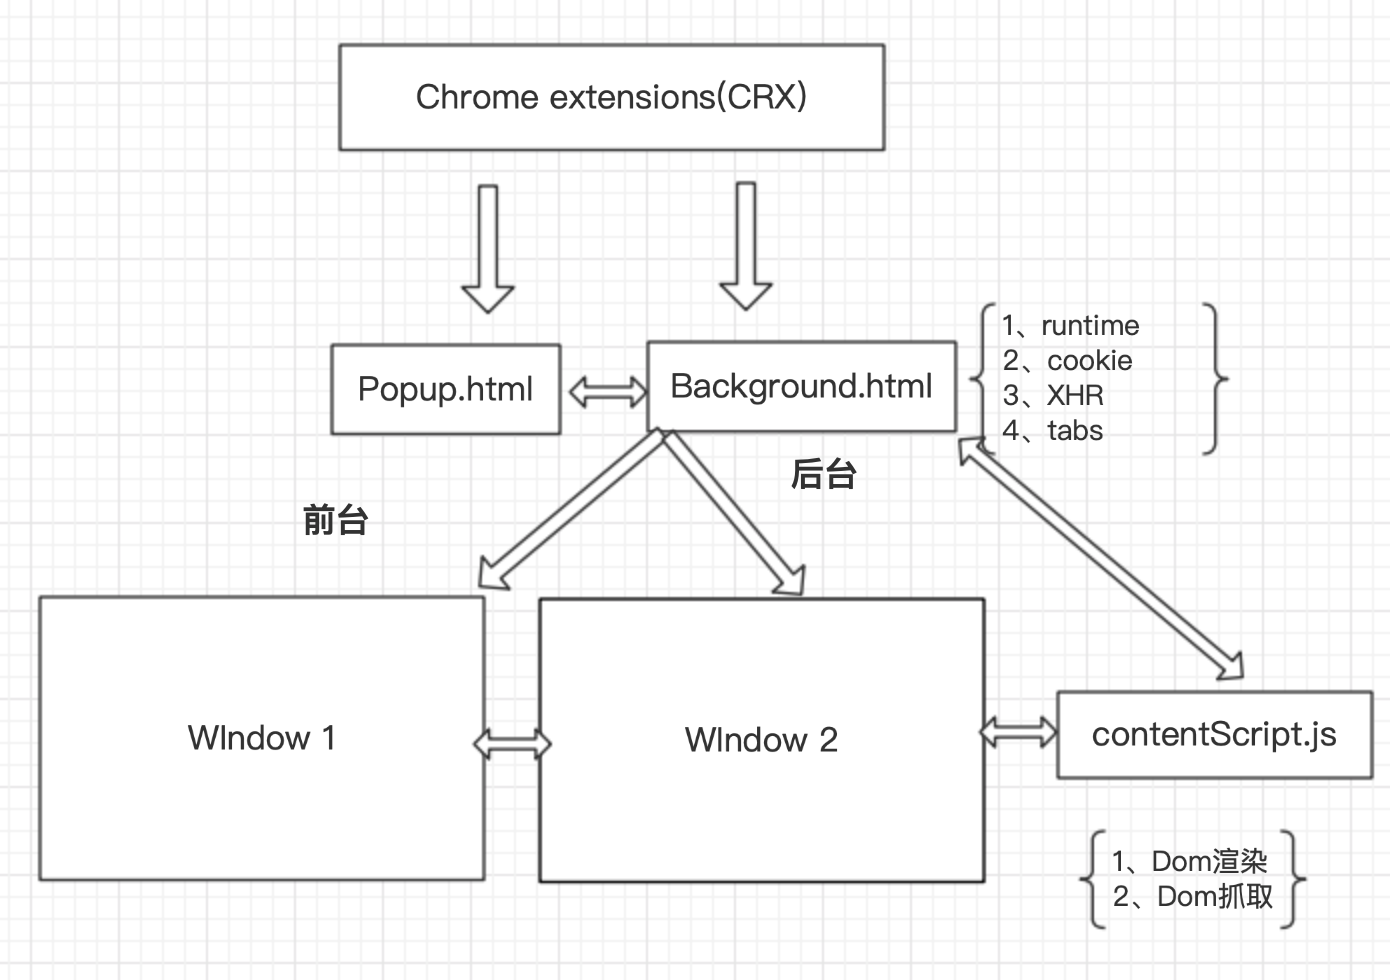 Chrome extensions(CRX)
Popup.html
Background.html
1、runtime
2、cookie
3、XHR
4、tabs
后台
前台
WIndow 1
WIndow 2
contentScript.js
1、Dom渲染
2、Dom抓取